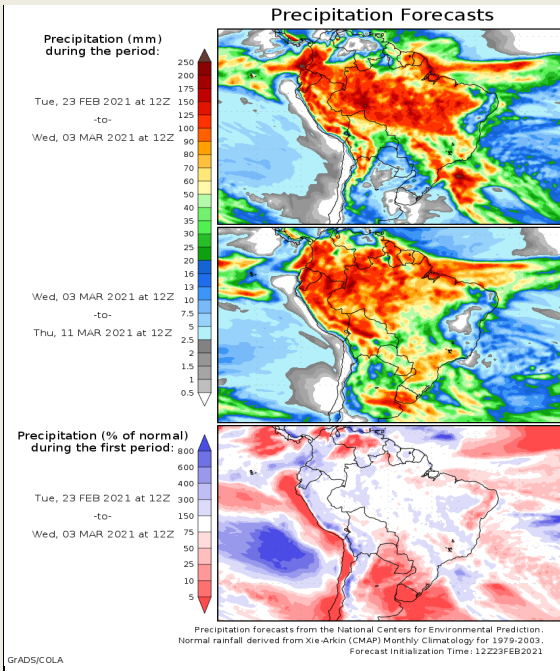 Precipitation Forecasts
Precipitation (mm)
during the period:
Tue, 23 FEB 2021 at 12Z
-to-
Wed, 03 MAR 2021 at 12Z
250
200
175
150
125
100
90
80
70
60
50
40
35
30
25
20
16
13
10
7.5
5
2.5
2
1.5
1
0.5
Wed, 03 MAR 2021 at 12Z
-to-
Thu, 11 MAR 2021 at 12Z
Precipitation (% of normal)
during the first period:
Tue, 23 FEB 2021 at 12Z
-to-
Wed, 03 MAR 2021 at 12Z
800
600
400
300
150
75
50
25
10
5
Precipitation forecasts from the National Centers for Environmental Prediction.
Normal rainfall derived from Xie-Arkin (CMAP) Monthly Climatology for 1979-2003.
Forecast Initialization Time: 12Z23FEB2021
GrADS/COLA